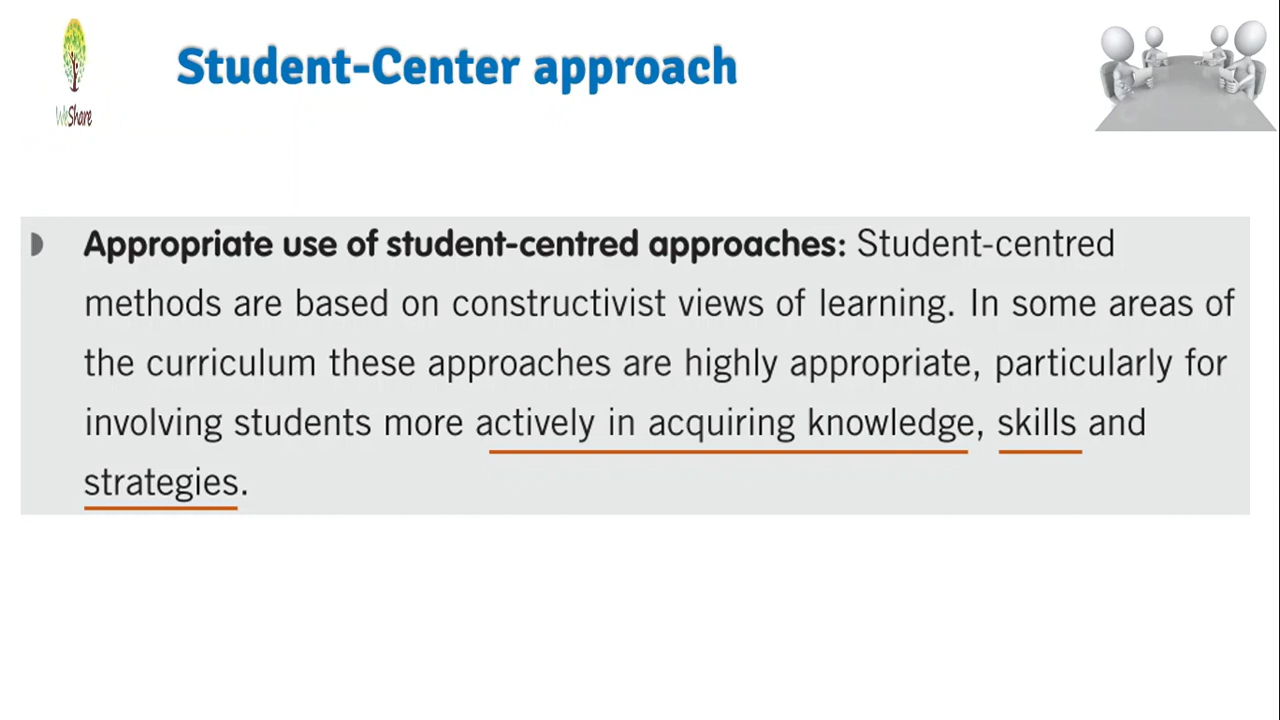 WeShare
Student-Center approach
Appropriate use of student-centred approaches: Student-centred
methods are based on constructivist views of learning. In some areas of
the curriculum these approaches are highly appropriate, particularly for
involving students more actively in acquiring knowledge, skills and
strategies.